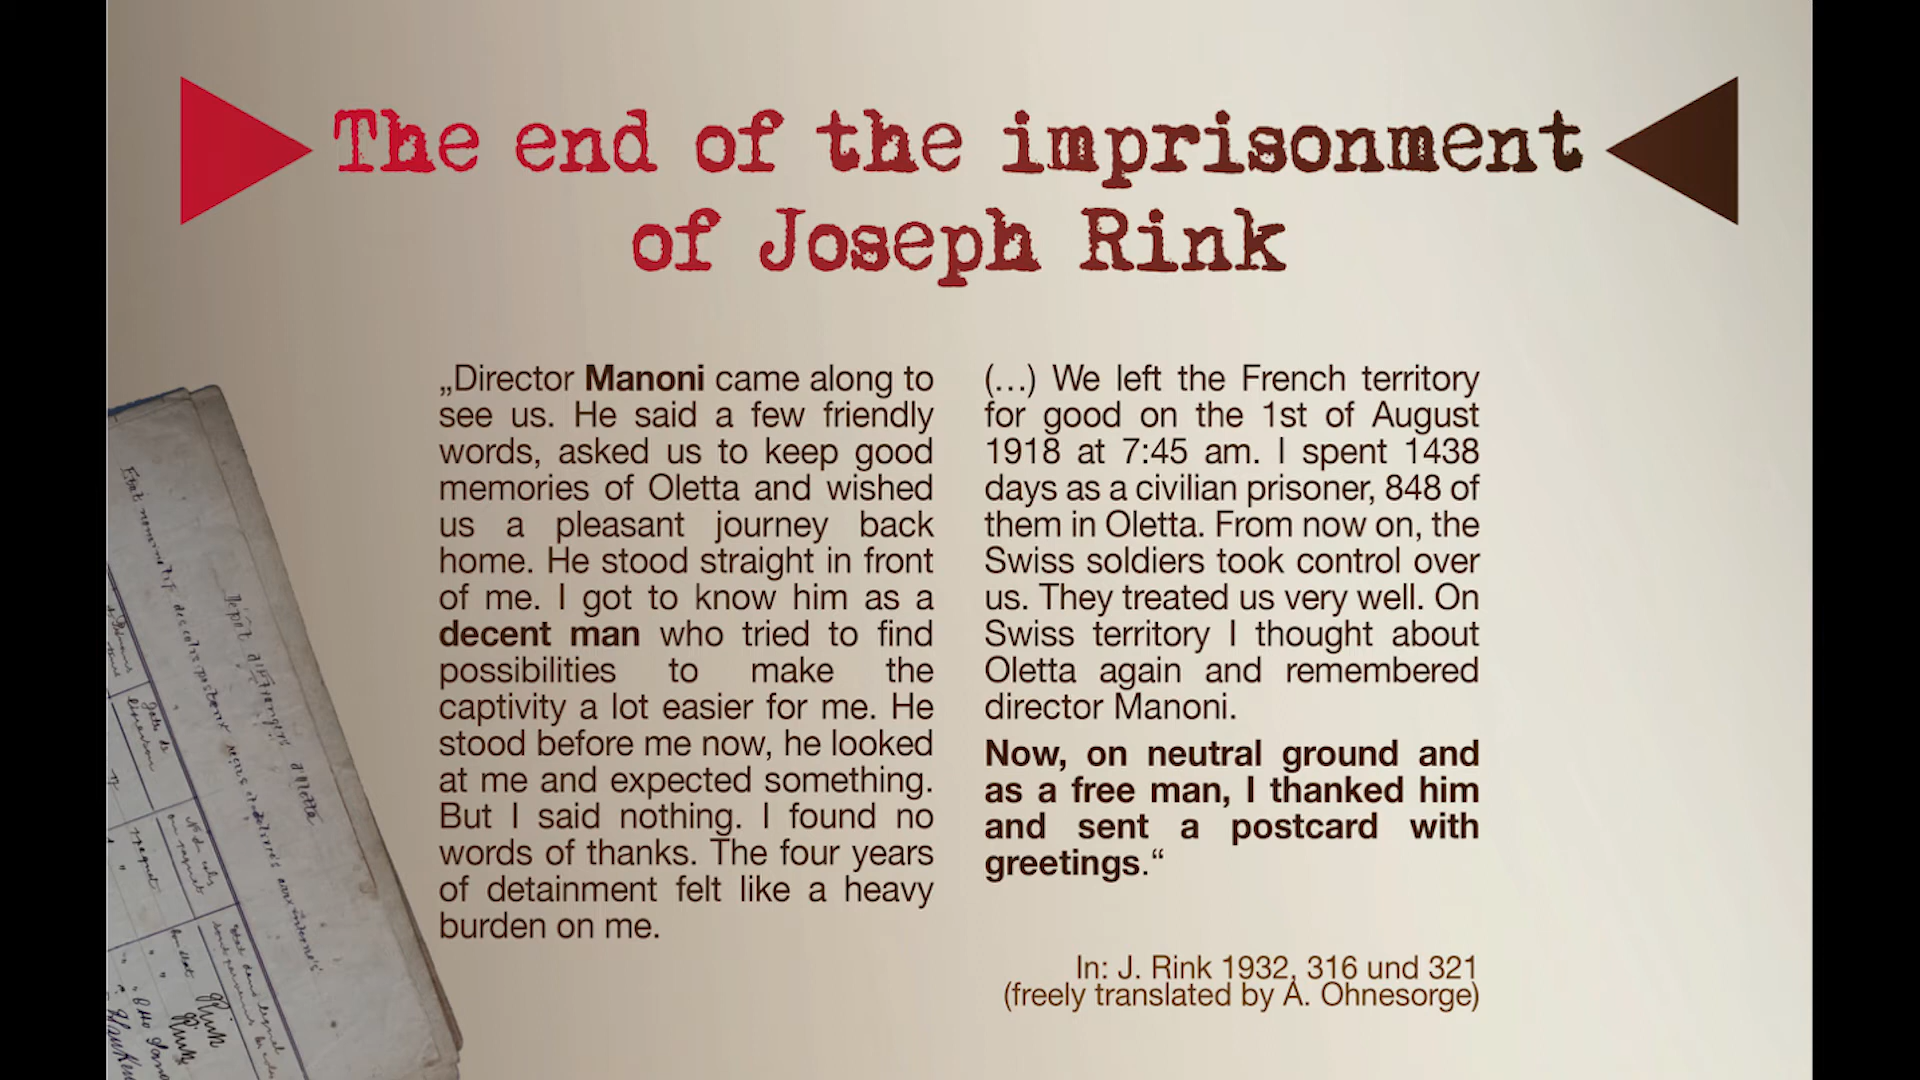 The end of the imprisonment
of Joseph Rink
„Director Manoni came along to
see us. He said a few friendly
words, asked us to keep good
memories of Oletta and wished
us a pleasant journey back
home. He stood straight in front
of me. I got to know him as a
decent man who tried to find
possibilities to make the
captivity a lot easier for me. He
stood before me now, he looked
at me and expected something.
But I said nothing. I found no
words of thanks. The four years
of detainment felt like a heavy
burden on me.
(...) We left the French territory
for good on the 1st of August
1918 at 7:45 am. I spent 1438
days as a civilian prisoner, 848 of
them in Oletta. From now on, the
Swiss soldiers took control over
us. They treated us very well. On
Swiss territory I thought about
Oletta again and remembered
director Manoni.
Now, on neutral ground and
as a free man, I thanked him
and sent a postcard with
greetings.“
In: J. Rink 1932, 316 und 321
(freely translated by A. Ohnesorge)
Dépôt d'Etrangers d'Oletta
Etat nominatif des
Rink
Rink